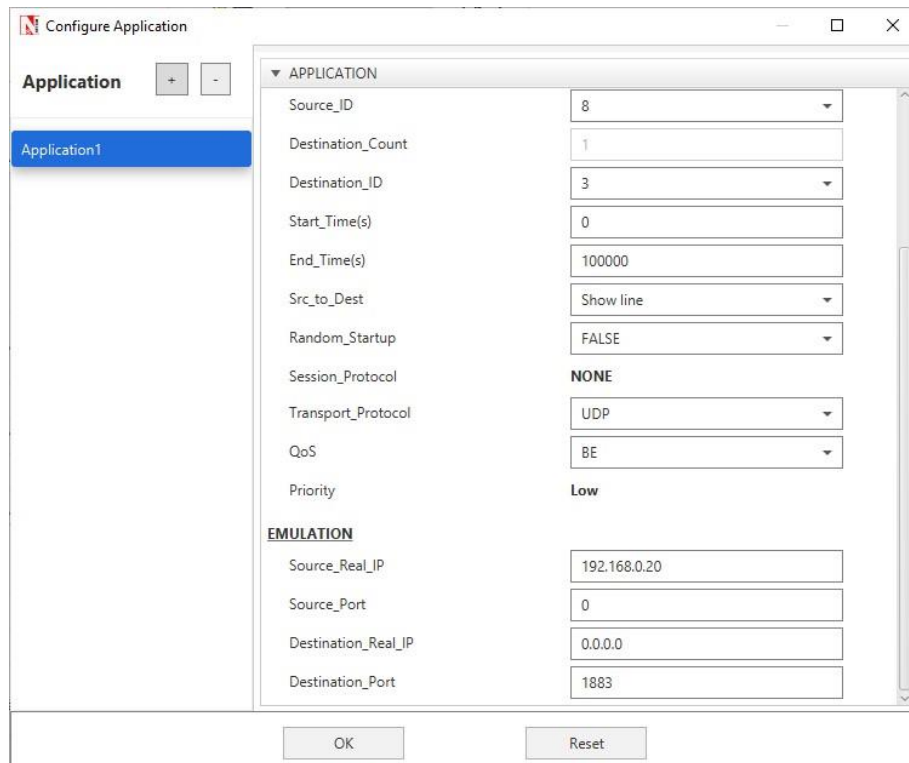 Configure Application
Application + -
Application1
APPLICATION
Source_ID 8
Destination_Count 1
Destination_ID 3
Start_Time(s) 0
End_Time(s) 100000
Src_to_Dest Show line
Random_Startup FALSE
Session_Protocol NONE
Transport_Protocol UDP
QoS BE
Priority Low
EMULATION
Source_Real_IP 192.168.0.20
Source_Port 0
Destination_Real_IP 0.0.0.0
Destination_Port 1883
OK Reset